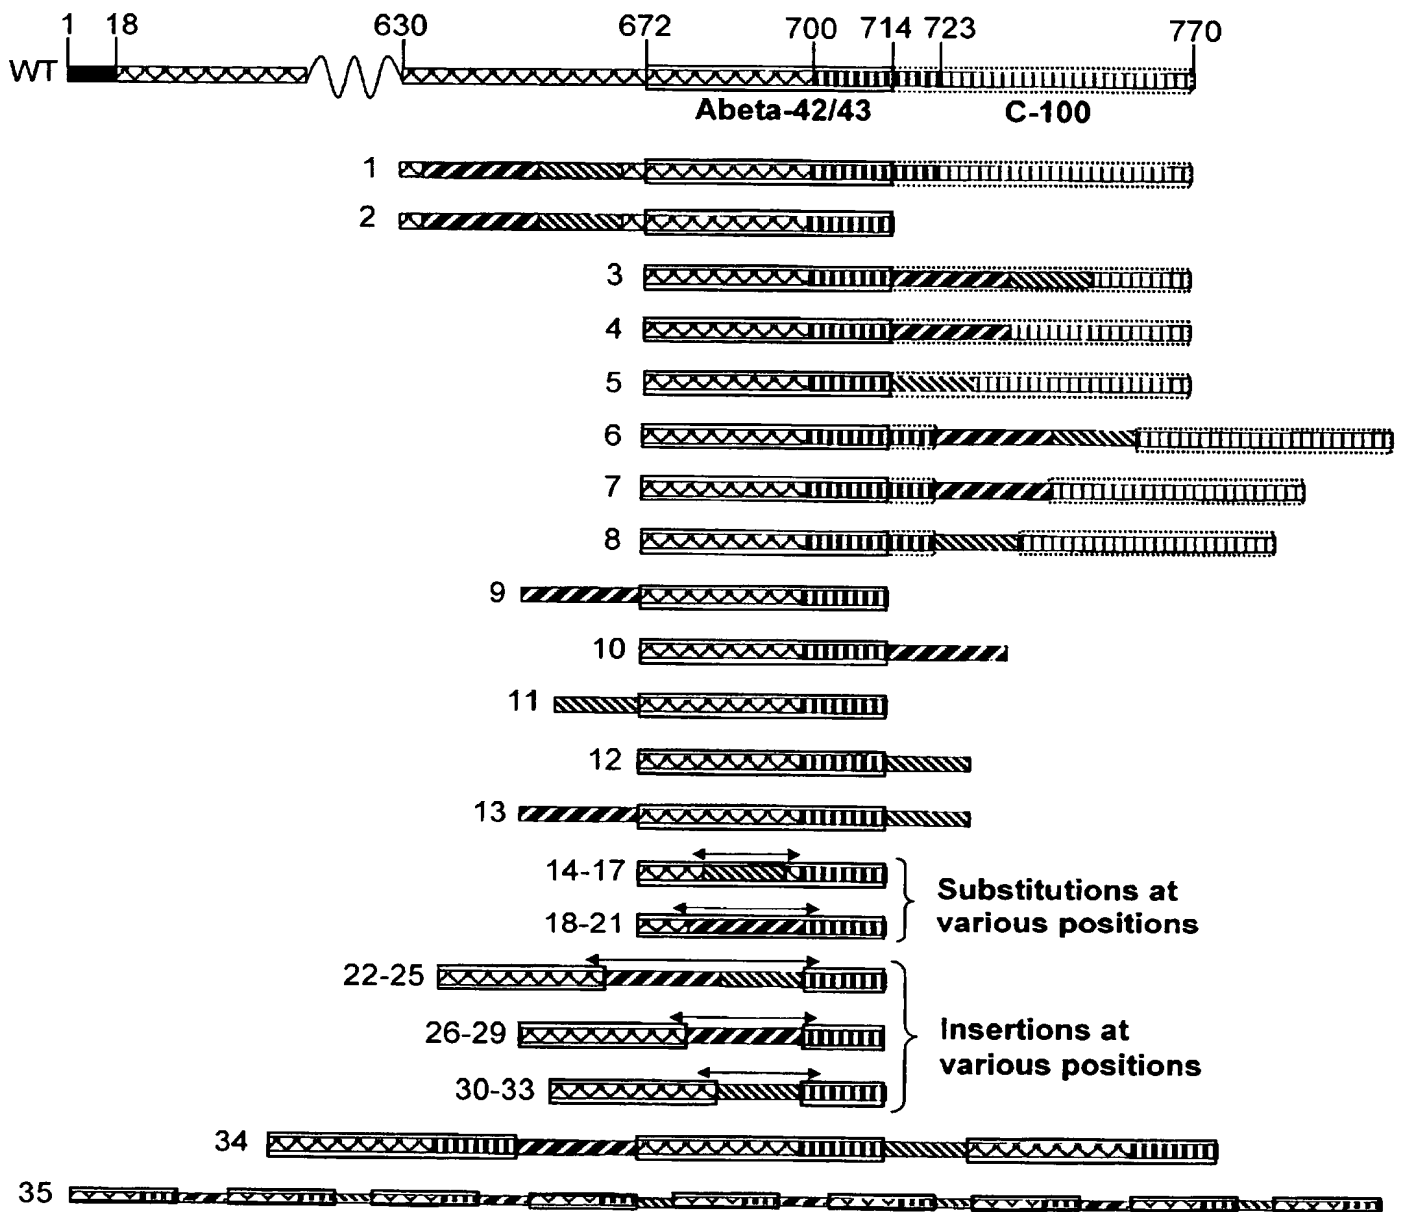 1 18 630 672 700 714 723 770
WT
Abeta-42/43 C-100
1
2
3
4
5
6
7
8
9
10
11
12
13
14-17
18-21
Substitutions at
various positions
22-25
26-29
30-33
Insertions at
various positions
34
35